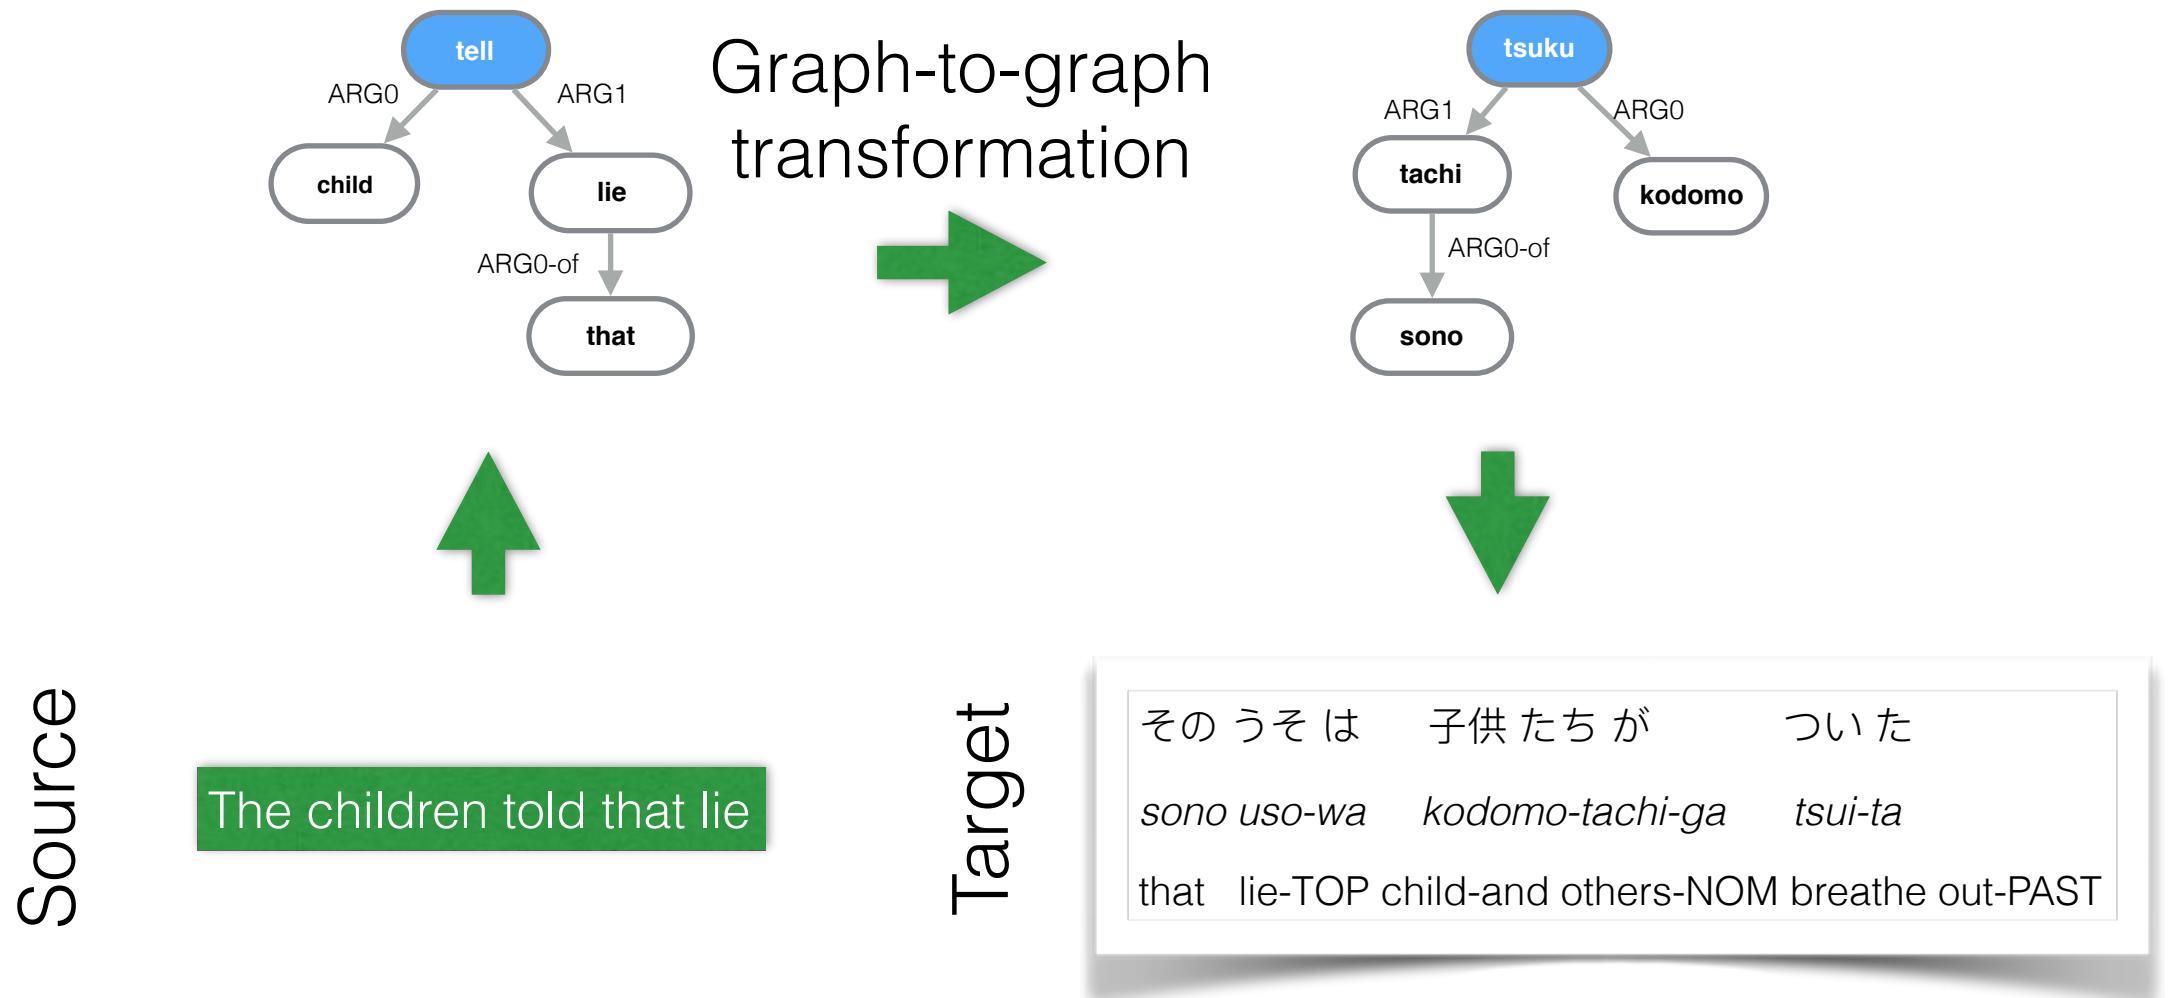 tell
ARG0
ARG1
child
lie
ARG0-of
that
Graph-to-graph
transformation
tsuku
ARG1
ARG0
tachi
kodomo
ARG0-of
sono
Source
The children told that lie
Target
その うそ は 子供 たち が つい た
sono uso-wa kodomo-tachi-ga tsui-ta
that lie-TOP child-and others-NOM breathe out-PAST